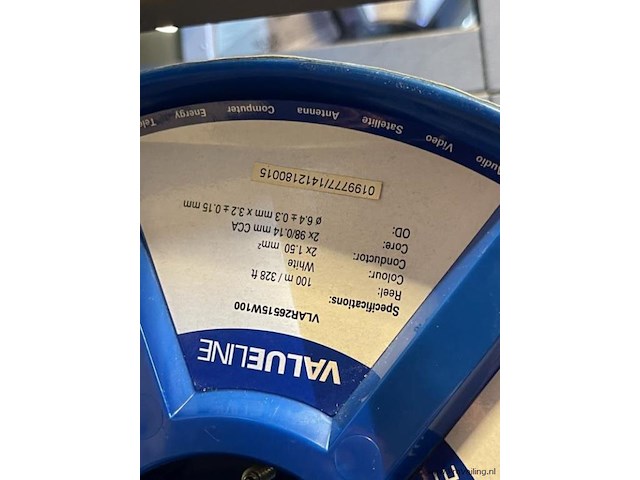 VALUELINE
VLAR26515W100
Specifications:
Reel: 100 m / 328 ft
Colour: White
Conductor: 2x 1.50 mm²
Core: 2x 98/0.14 mm CCA
OD: ø 6.4 ± 0.3 mm x 3.2 ± 0.15 mm
0199777/1412180015
Audio Video Satellite Antenna Computer Energy